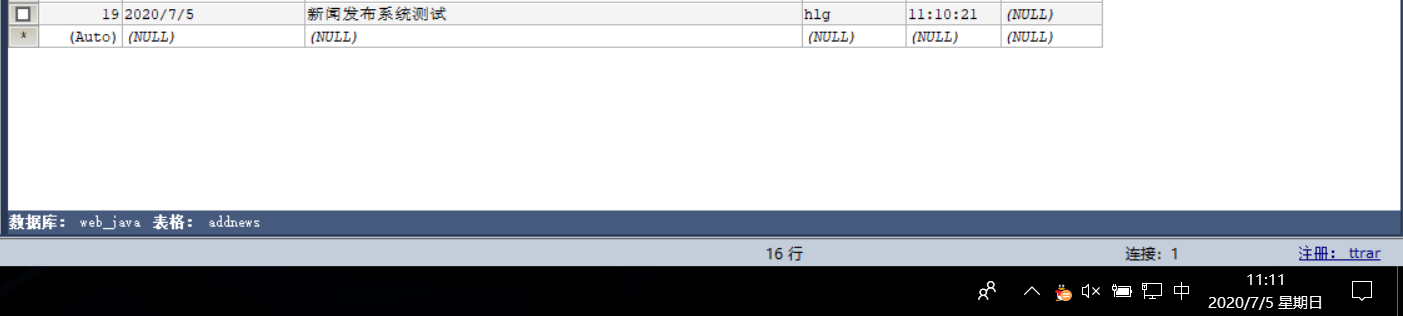 19 2020/7/5 新闻发布系统测试 hlg 11:10:21 (NULL)
* (Auto) (NULL) (NULL) (NULL) (NULL) (NULL)
数据库： web_java 表格： addnews
16 行 连接: 1 注册： ttrar
中 11:11
2020/7/5 星期日